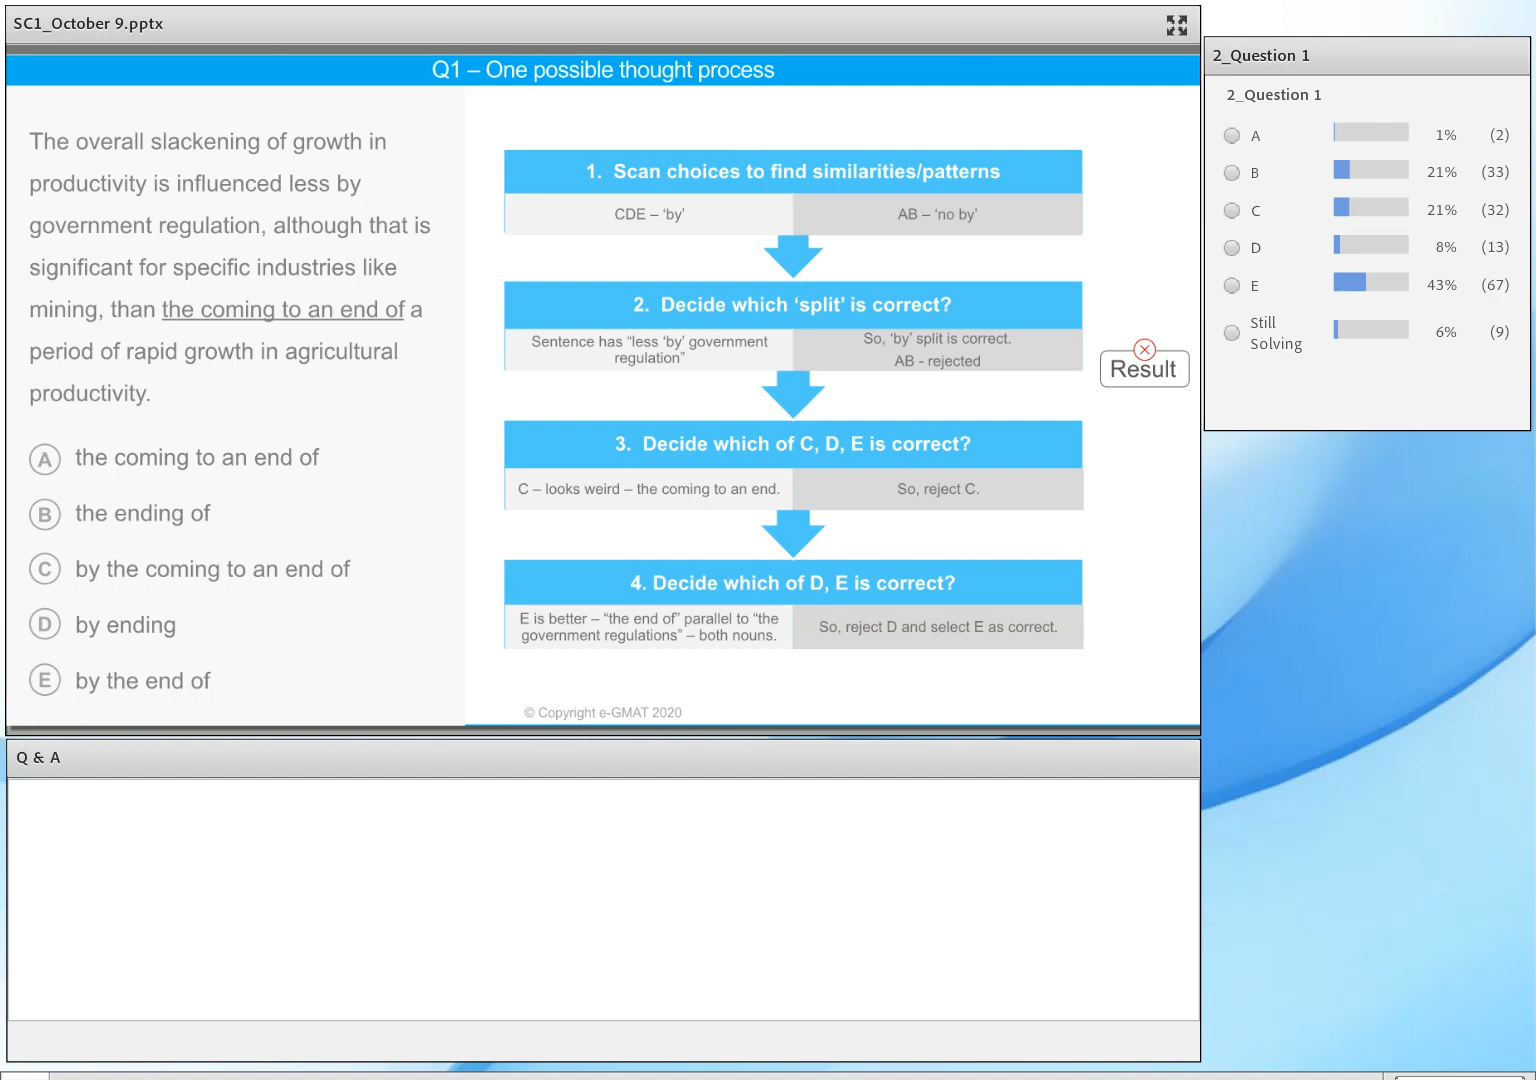 SC1_October 9.pptx
Q1 – One possible thought process
The overall slackening of growth in
productivity is influenced less by
government regulation, although that is
significant for specific industries like
mining, than the coming to an end of a
period of rapid growth in agricultural
productivity.
A the coming to an end of
B the ending of
C by the coming to an end of
D by ending
E by the end of
1. Scan choices to find similarities/patterns
CDE – ‘by’
AB – ‘no by’
2. Decide which ‘split’ is correct?
Sentence has “less ‘by’ government
regulation”
So, ‘by’ split is correct.
AB - rejected
3. Decide which of C, D, E is correct?
C – looks weird – the coming to an end.
So, reject C.
4. Decide which of D, E is correct?
E is better – “the end of” parallel to “the
government regulations” – both nouns.
So, reject D and select E as correct.
Result
© Copyright e-GMAT 2020
2_Question 1
2_Question 1
A 1% (2)
B 21% (33)
C 21% (32)
D 8% (13)
E 43% (67)
Still
Solving 6% (9)
Q & A